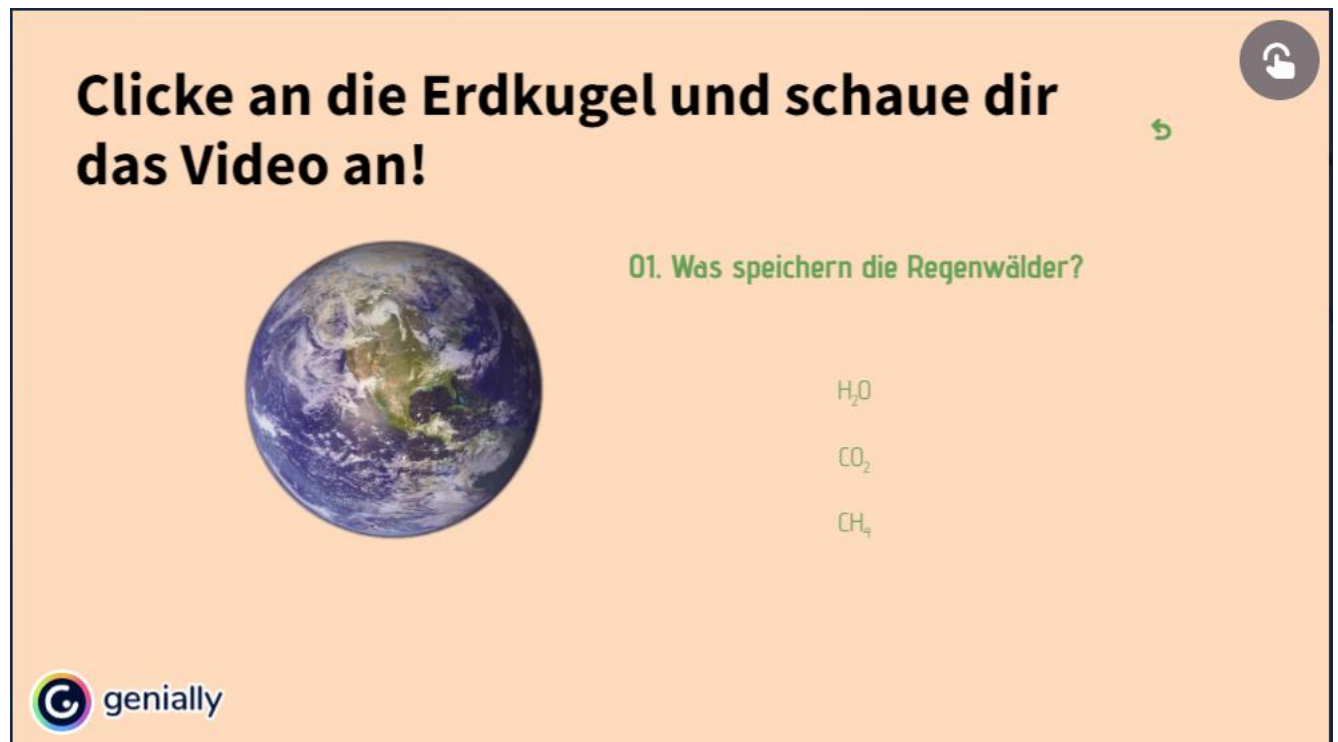 Clicke an die Erdkugel und schaue dir
das Video an!
01. Was speichern die Regenwälder?
H₂O
CO₂
CH₄
genially